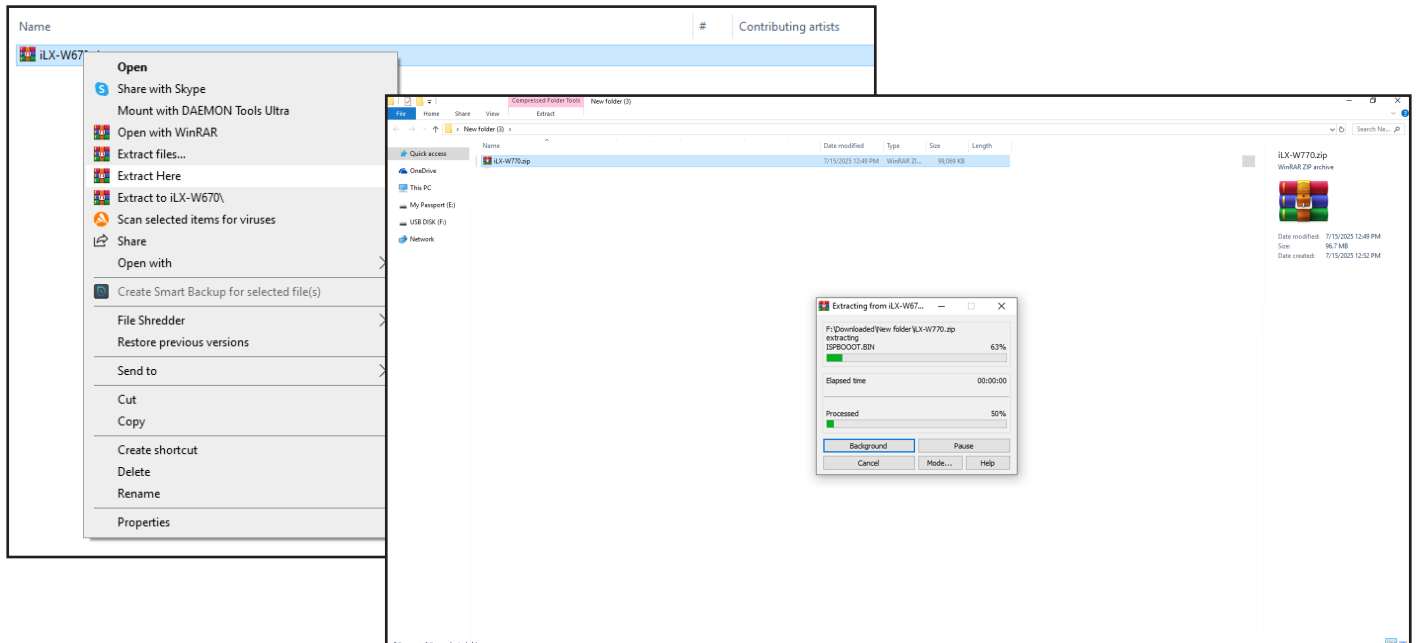 Name # Contributing artists
iLX-W67
Open
Share with Skype
Mount with DAEMON Tools Ultra
Open with WinRAR
Extract files...
Extract Here
Extract to iLX-W670\
Scan selected items for viruses
Share
Open with
Create Smart Backup for selected file(s)
File Shredder
Restore previous versions
Send to
Cut
Copy
Create shortcut
Delete
Rename
Properties
Compressed Folder Tools New folder (3)
File Home Share View Extract
New folder (3)
Search Ne...
Name Date modified Type Size Length
iLX-W770.zip 7/15/2025 12:49 PM WinRAR ZI... 99,069 KB
Quick access
OneDrive
This PC
My Passport (E:)
USB DISK (F:)
Network
iLX-W770.zip
WinRAR ZIP archive
Date modified: 7/15/2025 12:49 PM
Size: 96.7 MB
Date created: 7/15/2025 12:52 PM
Extracting from iLX-W67...
F:\Downloaded\New folder\iLX-W770.zip
extracting
ISPBOOOT.BIN 63%
Elapsed time 00:00:00
Processed 50%
Background Pause
Cancel Mode... Help